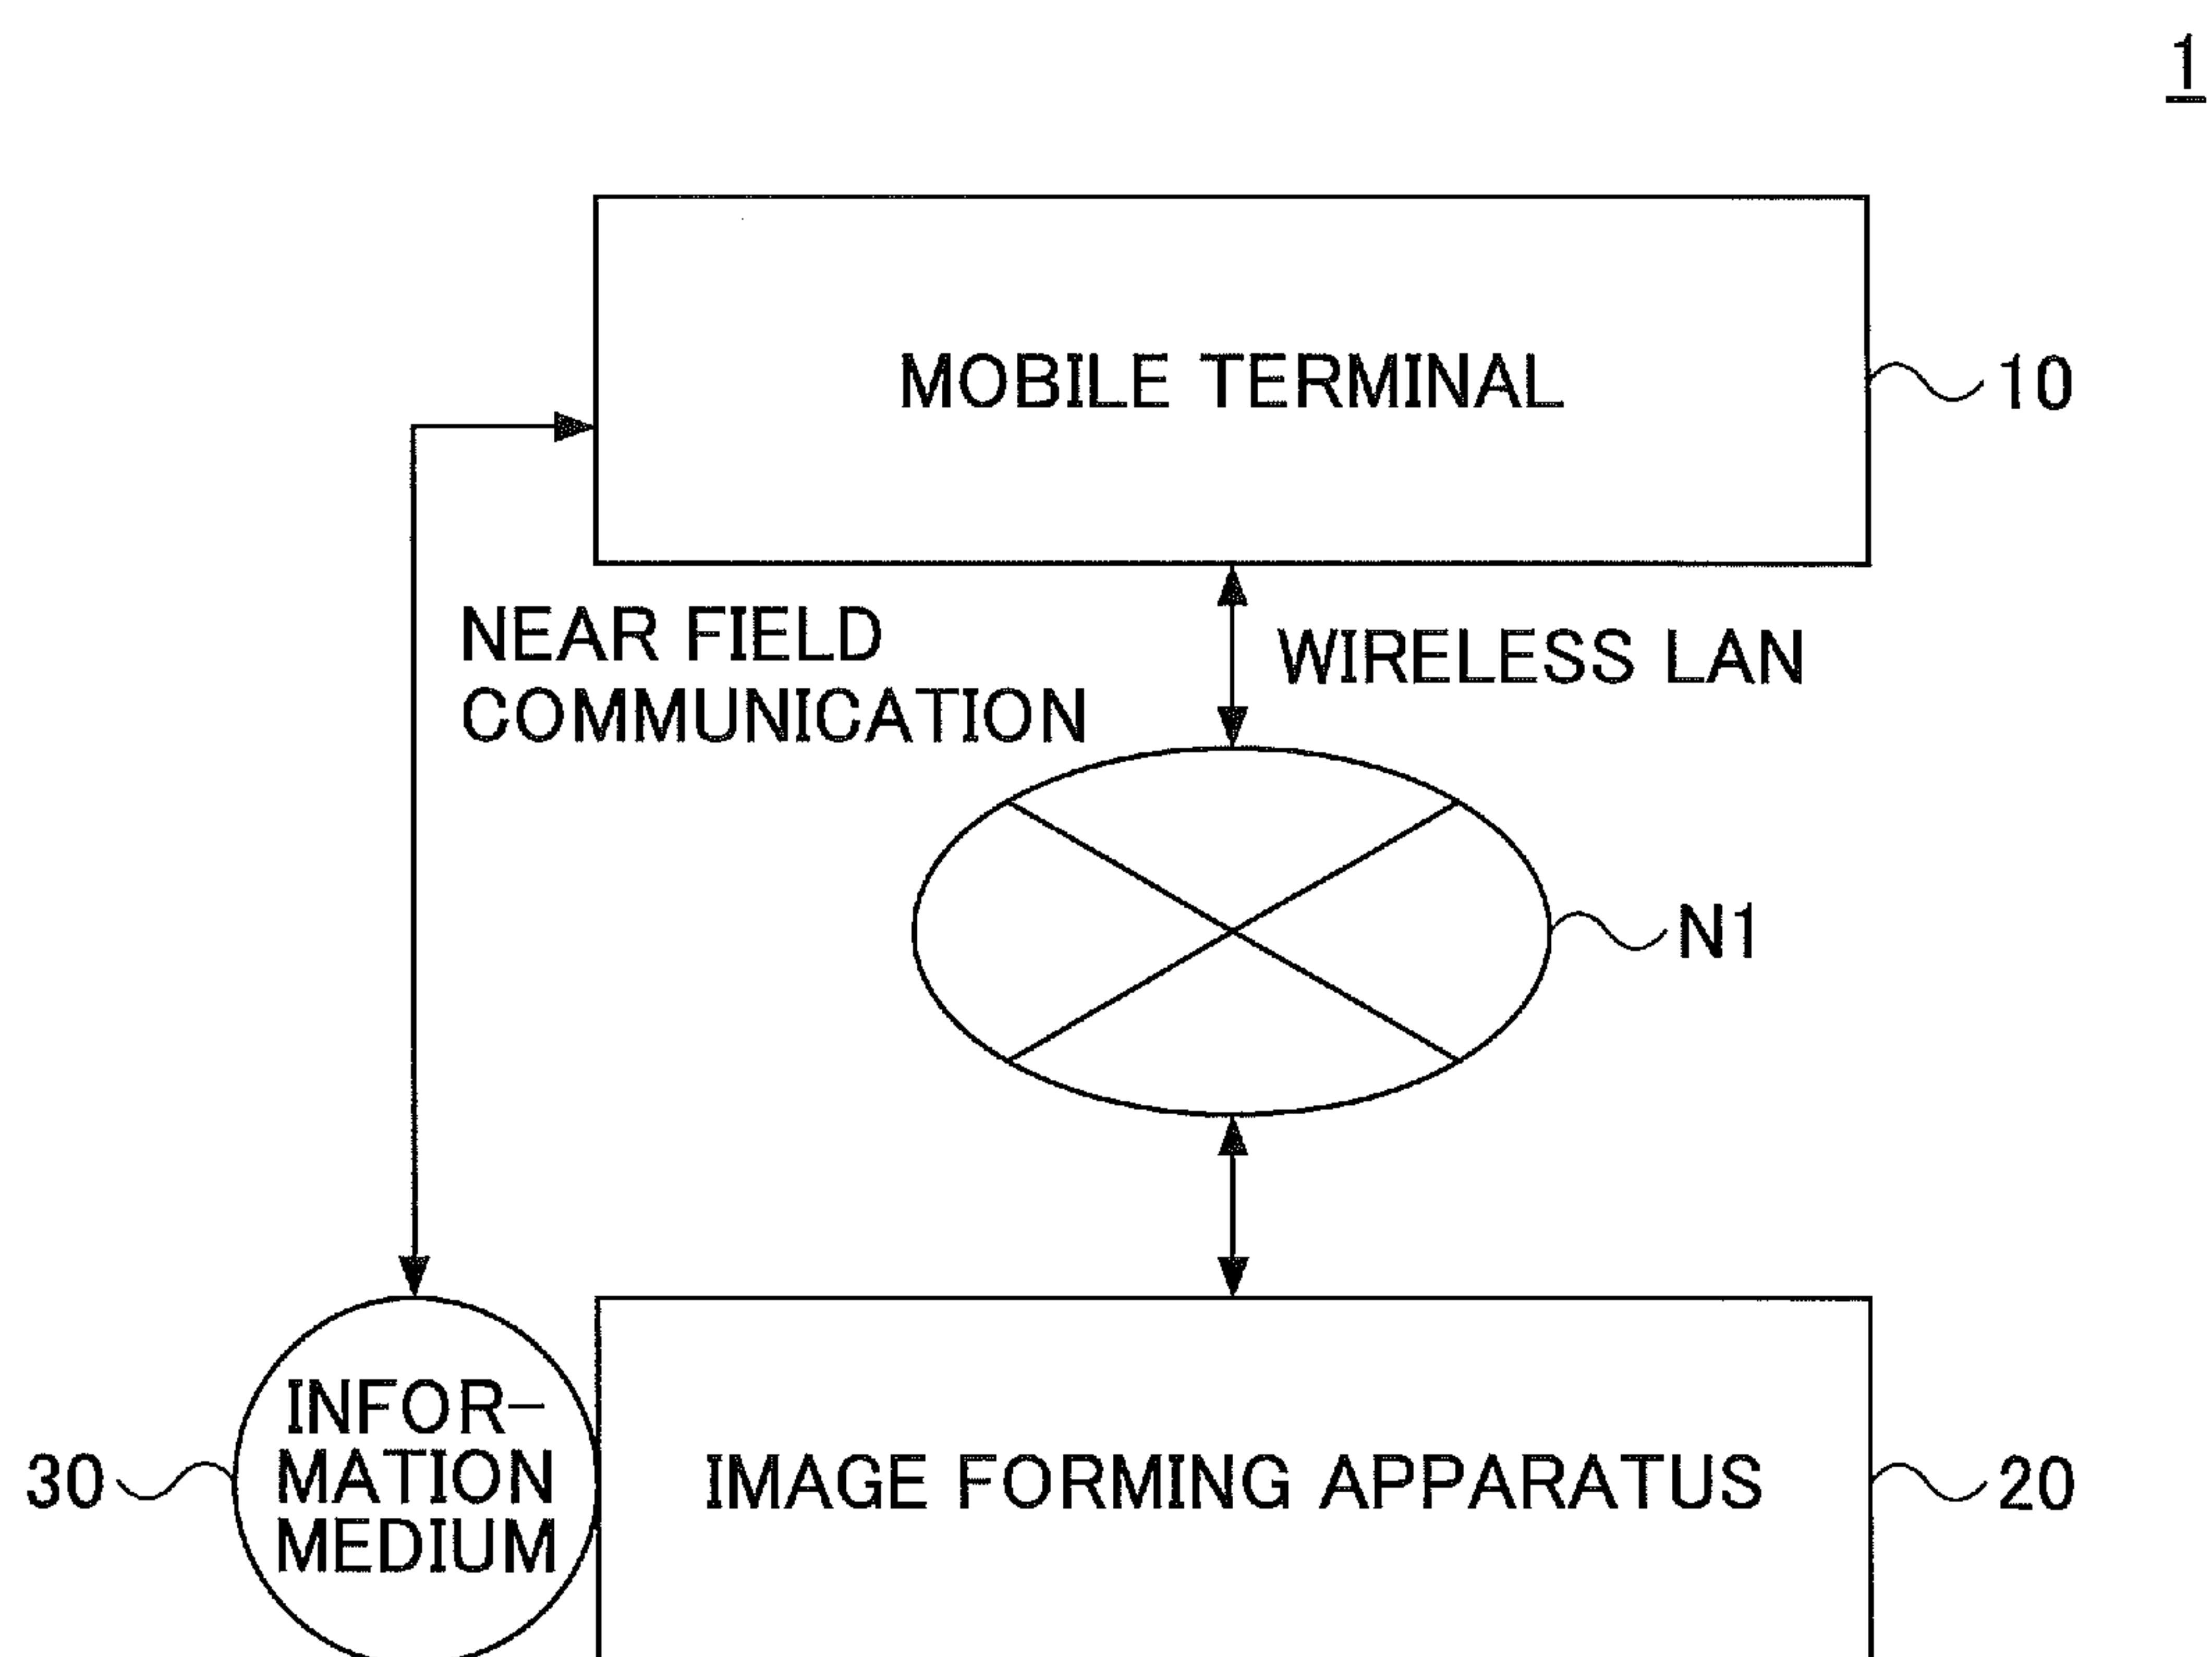 1
MOBILE TERMINAL
10
NEAR FIELD
COMMUNICATION
WIRELESS LAN
N1
INFOR-
MATION
MEDIUM
30
IMAGE FORMING APPARATUS
20